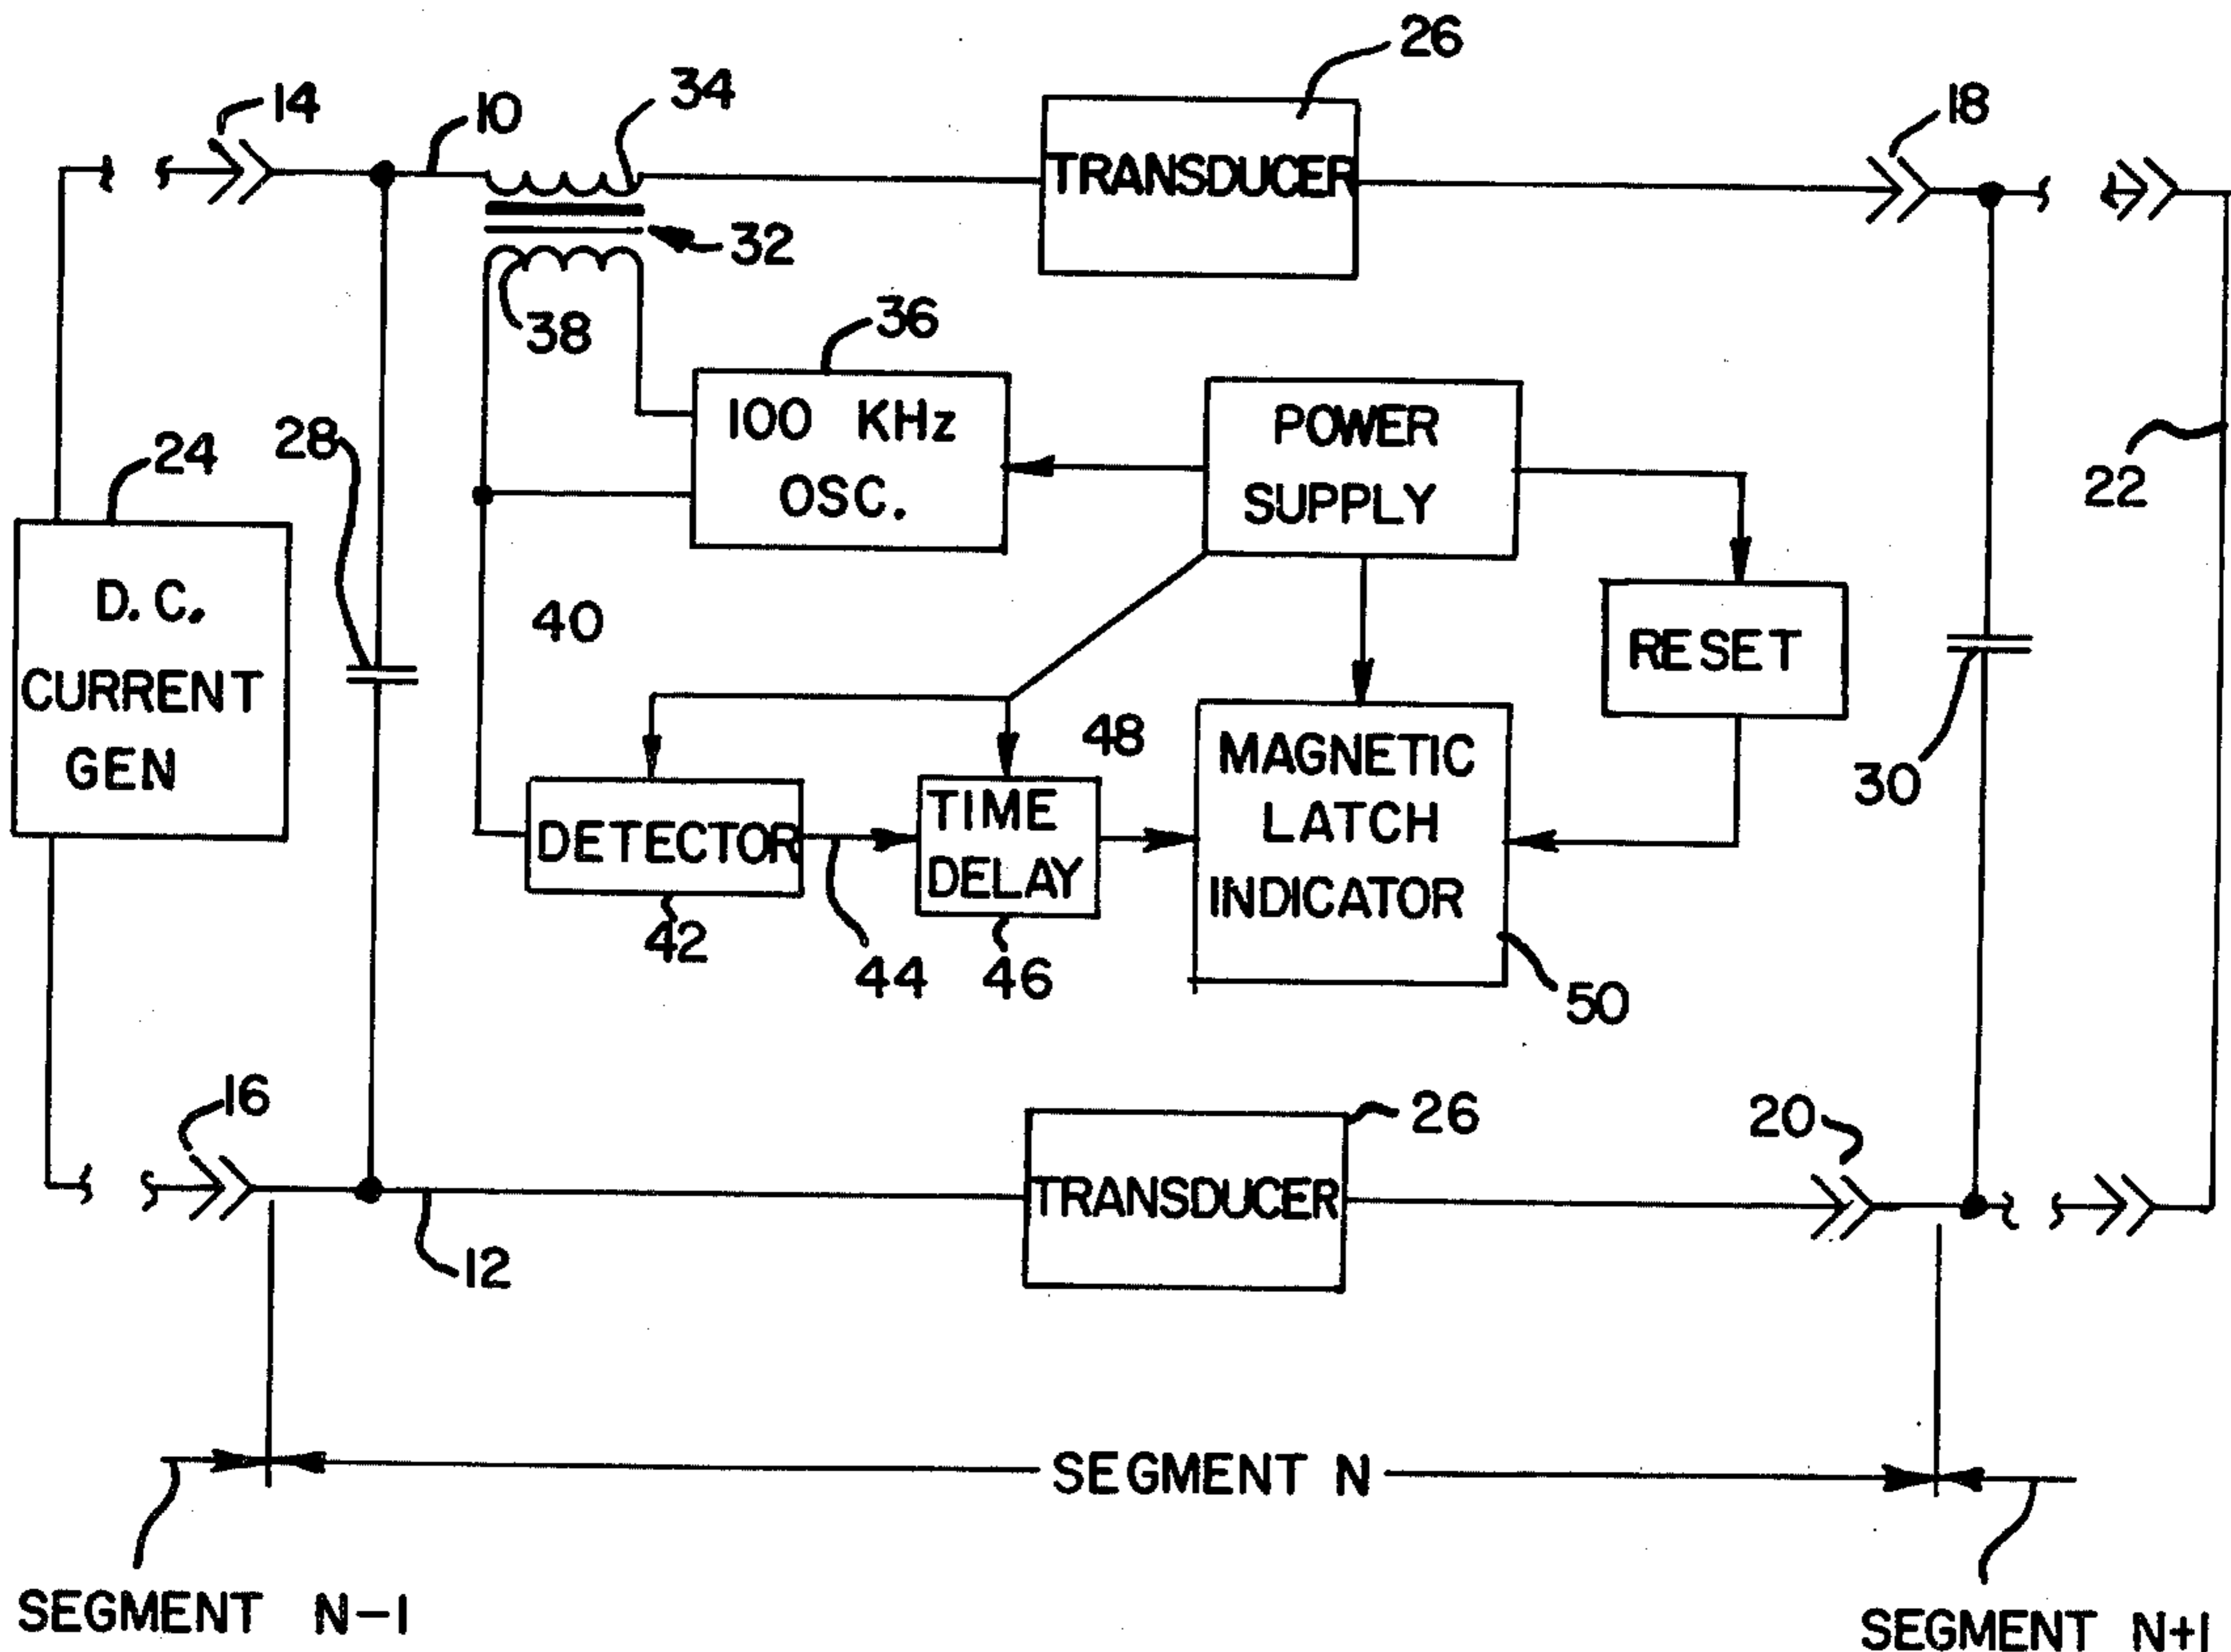 26
14
10
34
18
TRANSDUCER
32
38
36
28
24
100 KHz
OSC.
POWER
SUPPLY
22
D.C.
CURRENT
GEN
40
RESET
48
30
DETECTOR
TIME
DELAY
MAGNETIC
LATCH
INDICATOR
42
44
46
50
16
26
20
TRANSDUCER
12
SEGMENT N
SEGMENT N-1
SEGMENT N+1